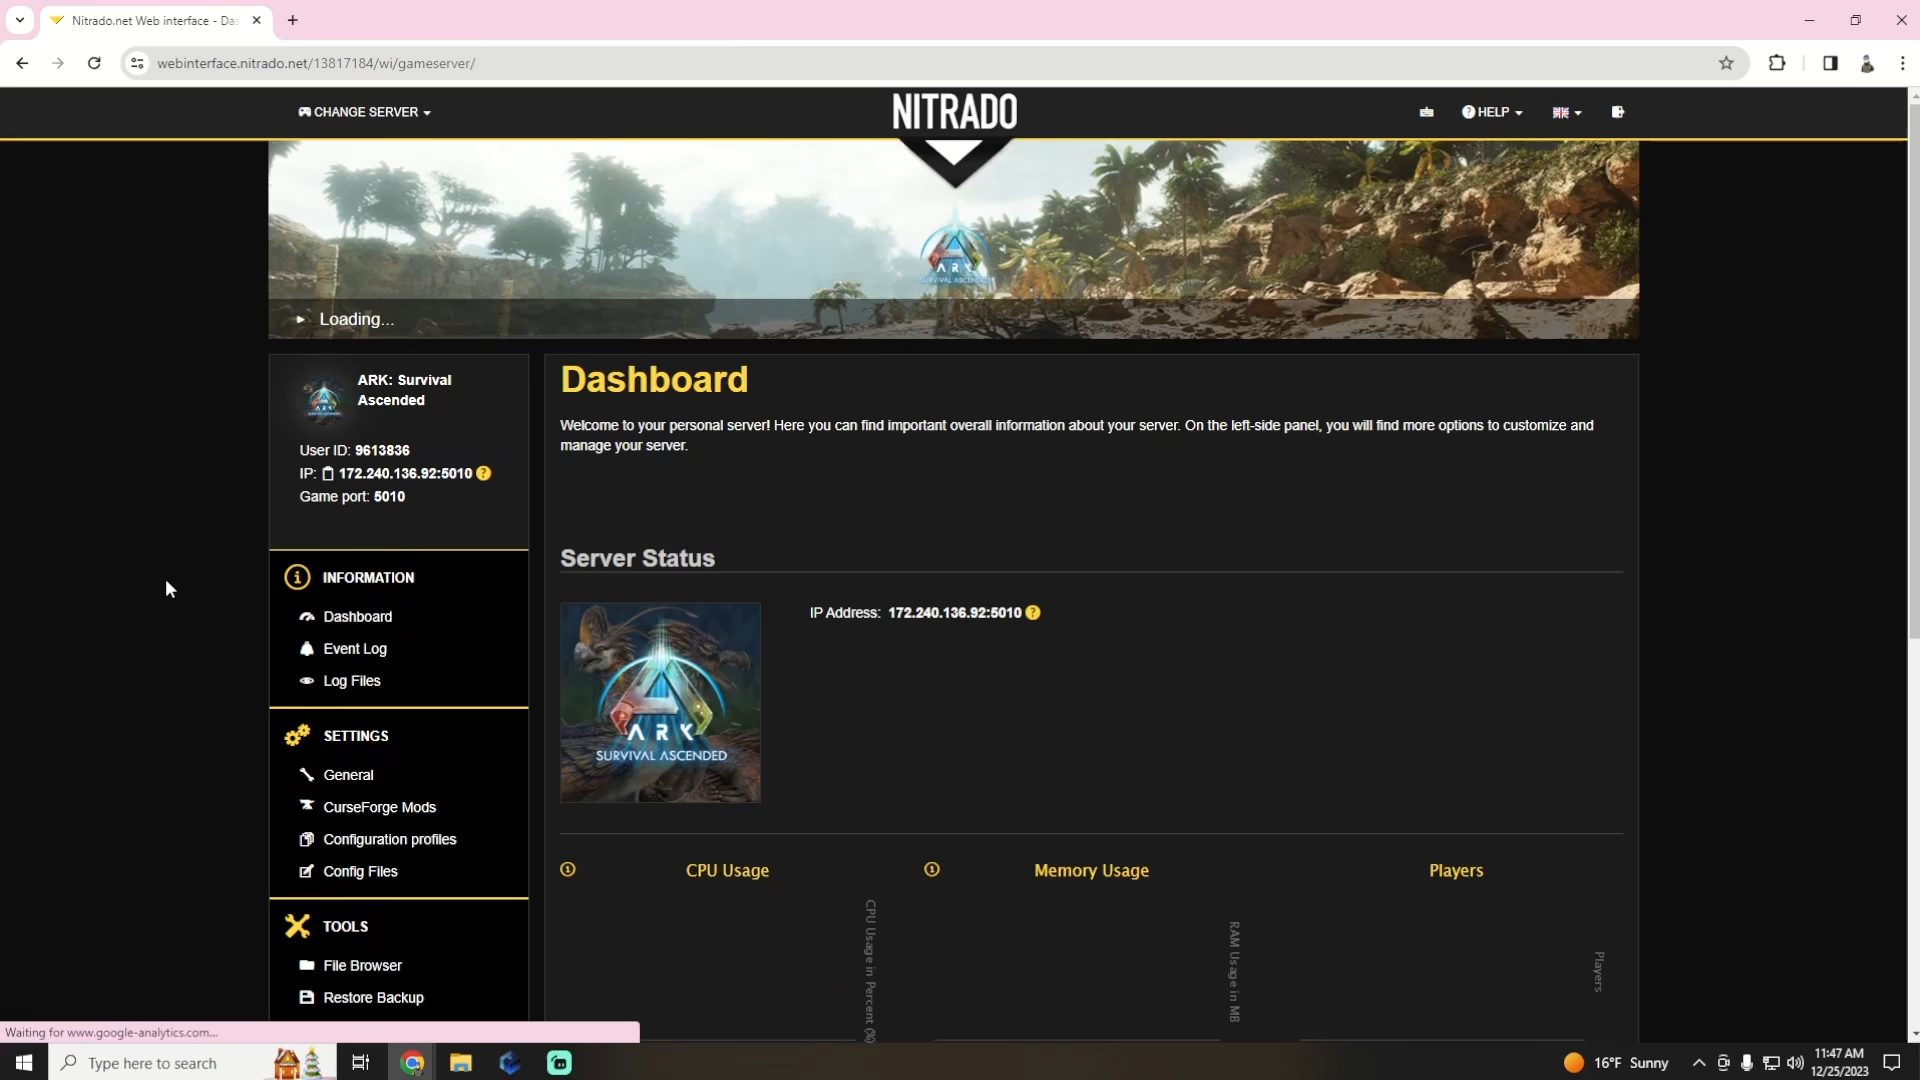 Nitrado.net Web interface - Da
webinterface.nitrado.net/13817184/wi/gameserver/
CHANGE SERVER
NITRADO
HELP
ARK
SURVIVAL ASCENDED
Loading...
ARK: Survival
Ascended
User ID: 9613836
IP: 172.240.136.92:5010 ?
Game port: 5010
INFORMATION
Dashboard
Event Log
Log Files
SETTINGS
General
CurseForge Mods
Configuration profiles
Config Files
TOOLS
File Browser
Restore Backup
Dashboard
Welcome to your personal server! Here you can find important overall information about your server. On the left-side panel, you will find more options to customize and
manage your server.
Server Status
ARK
SURVIVAL ASCENDED
IP Address: 172.240.136.92:5010 ?
CPU Usage
Memory Usage
Players
CPU Usage in Percent (%)
RAM Usage in MB
Players
Waiting for www.google-analytics.com...
Type here to search
16°F Sunny
11:47 AM
12/25/2023